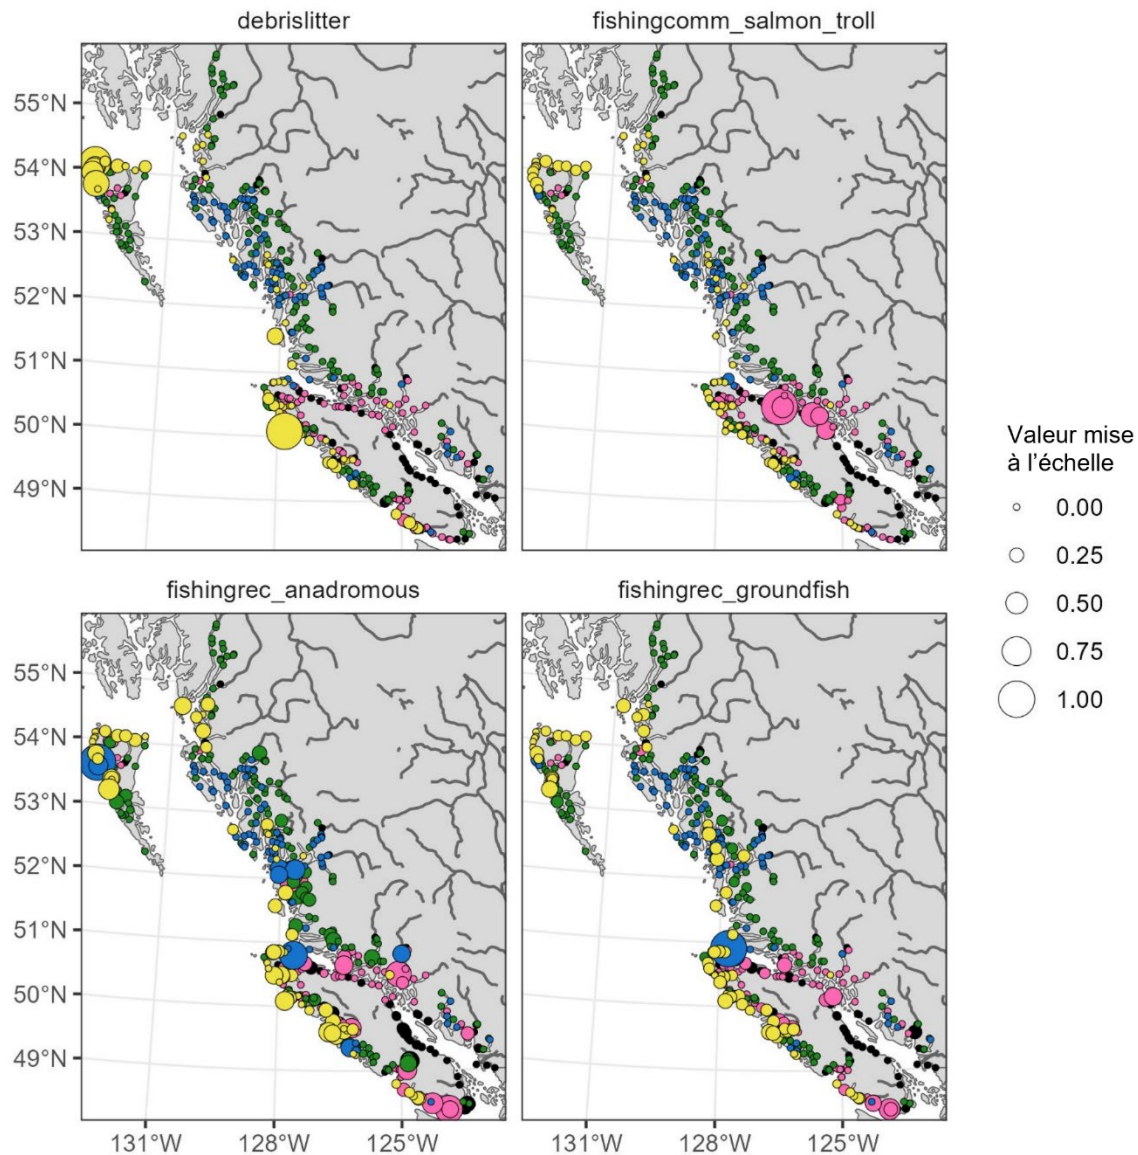 debrislitter
fishingcomm_salmon_troll
55°N
54°N
53°N
52°N
51°N
50°N
49°N
fishingrec_anadromous
fishingrec_groundfish
55°N
54°N
53°N
52°N
51°N
50°N
49°N
131°W
128°W
125°W
131°W
128°W
125°W
Valeur mise
à l’échelle
0.00
0.25
0.50
0.75
1.00